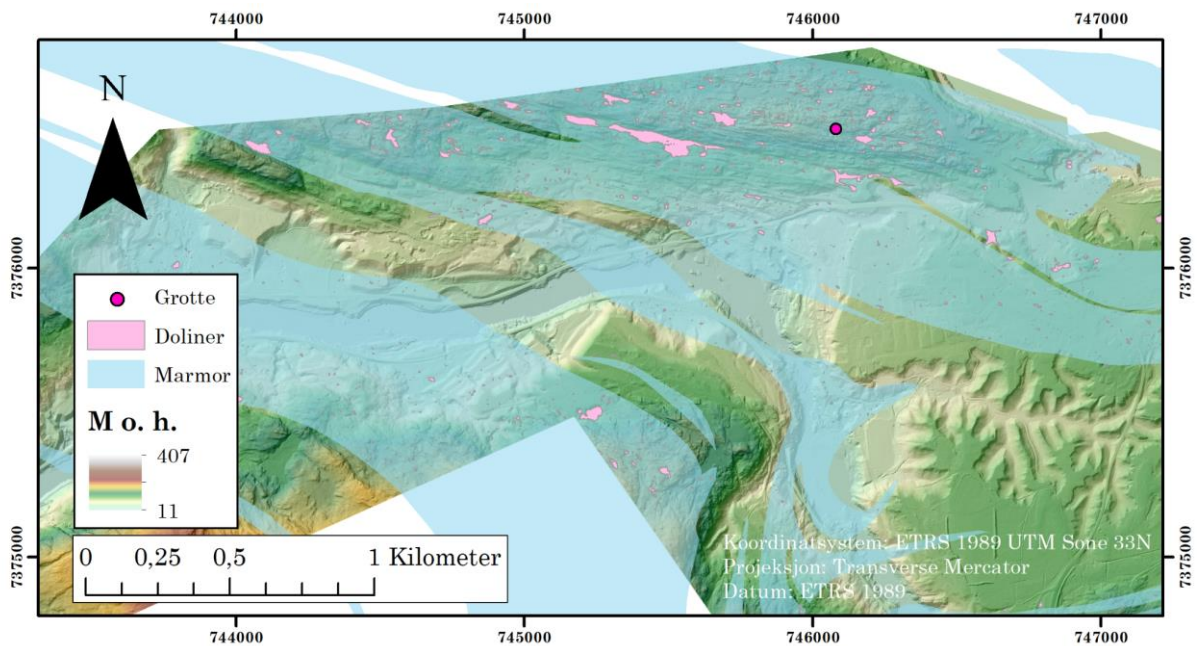 744000 745000 746000 747000
N
7376000 7376000
Grotte
Doliner
Marmor
M o. h.
407
11
0 0,25 0,5 1 Kilometer
7375000 7375000
Koordinatsystem: ETRS 1989 UTM Sone 33N
Projeksjon: Transverse Mercator
Datum: ETRS 1989
744000 745000 746000 747000